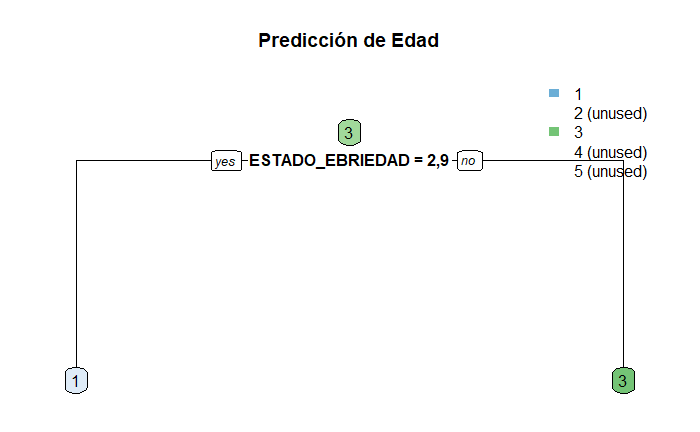 Predicción de Edad
1
2 (unused)
3
4 (unused)
5 (unused)
3
yes ESTADO_EBRIEDAD = 2,9 no
1
3